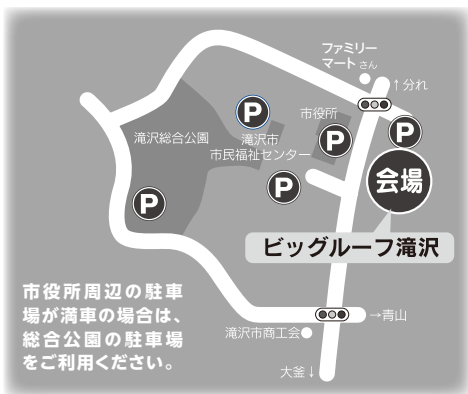 ファミリー
マート さん
↑分れ
P
市役所
P
滝沢総合公園
滝沢市
市民福祉センター
P
P
会場
P
ビッグルーフ滝沢
市役所周辺の駐車
場が満車の場合は、
総合公園の駐車場
をご利用ください。
→青山
滝沢市商工会
大釜↓